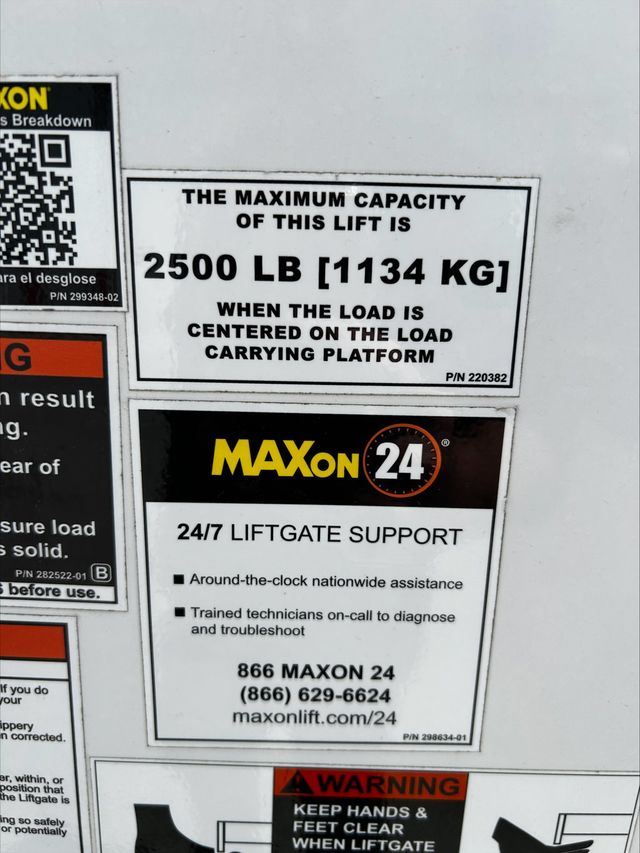 XON
s Breakdown
ra el desglose
P/N 299348-02
THE MAXIMUM CAPACITY
OF THIS LIFT IS
2500 LB [1134 KG]
WHEN THE LOAD IS
CENTERED ON THE LOAD
CARRYING PLATFORM
P/N 220382
G
n result
g.
ear of
sure load
s solid.
P/N 282522-01 B
before use.
MAXON 24®
24/7 LIFTGATE SUPPORT
■ Around-the-clock nationwide assistance
■ Trained technicians on-call to diagnose
and troubleshoot
866 MAXON 24
(866) 629-6624
maxonlift.com/24
P/N 298634-01
If you do
your
ippery
n corrected.
er, within, or
position that
the Liftgate is
ing so safely
or potentially
WARNING
KEEP HANDS &
FEET CLEAR
WHEN LIFTGATE